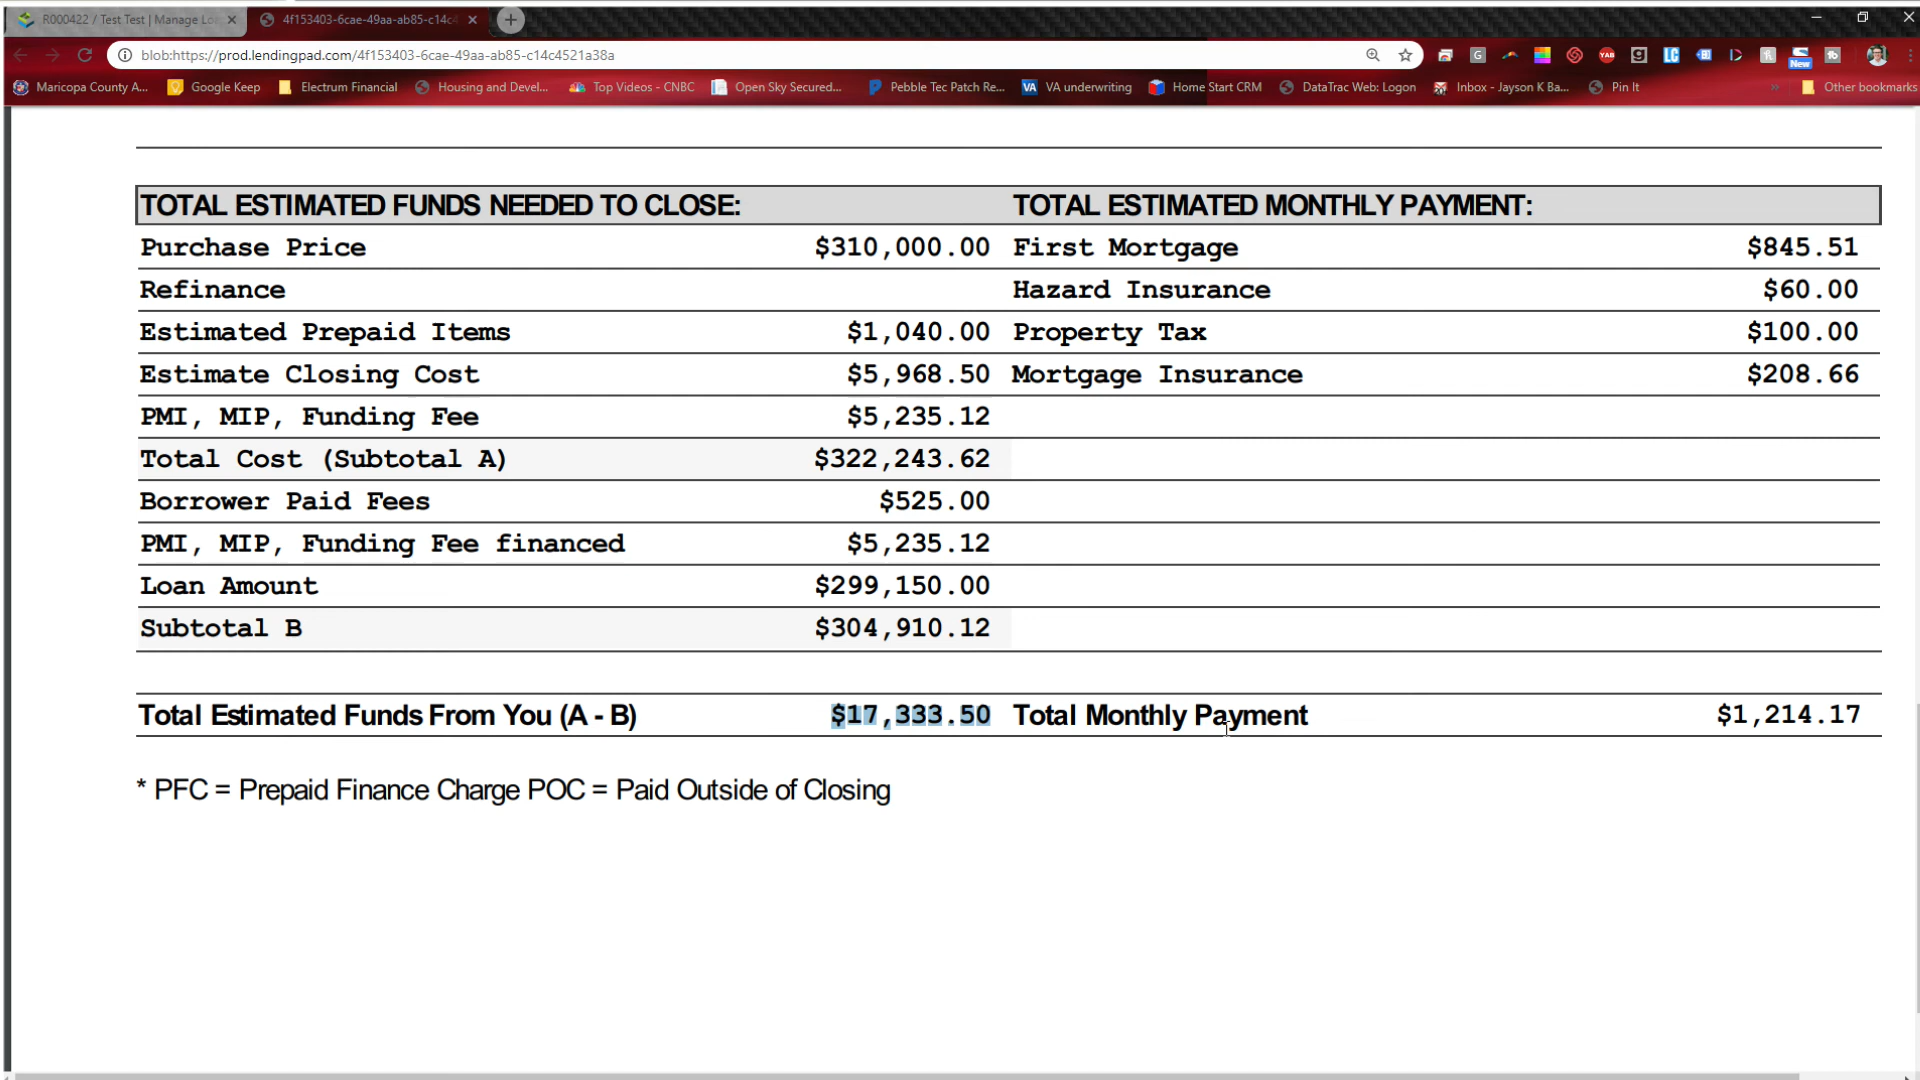 R000422 / Test Test | Manage Lo
4f153403-6cae-49aa-ab85-c14c4
blob:https://prod.lendingpad.com/4f153403-6cae-49aa-ab85-c14c4521a38a
New
Maricopa County A... Google Keep Electrum Financial Housing and Devel... Top Videos - CNBC Open Sky Secured... Pebble Tec Patch Re... VA VA underwriting Home Start CRM DataTrac Web: Logon Inbox - Jayson K Ba... Pin It » Other bookmarks
TOTAL ESTIMATED FUNDS NEEDED TO CLOSE: TOTAL ESTIMATED MONTHLY PAYMENT:
Purchase Price $310,000.00 First Mortgage $845.51
Refinance Hazard Insurance $60.00
Estimated Prepaid Items $1,040.00 Property Tax $100.00
Estimate Closing Cost $5,968.50 Mortgage Insurance $208.66
PMI, MIP, Funding Fee $5,235.12
Total Cost (Subtotal A) $322,243.62
Borrower Paid Fees $525.00
PMI, MIP, Funding Fee financed $5,235.12
Loan Amount $299,150.00
Subtotal B $304,910.12
Total Estimated Funds From You (A - B) $17,333.50 Total Monthly Payment $1,214.17
* PFC = Prepaid Finance Charge POC = Paid Outside of Closing